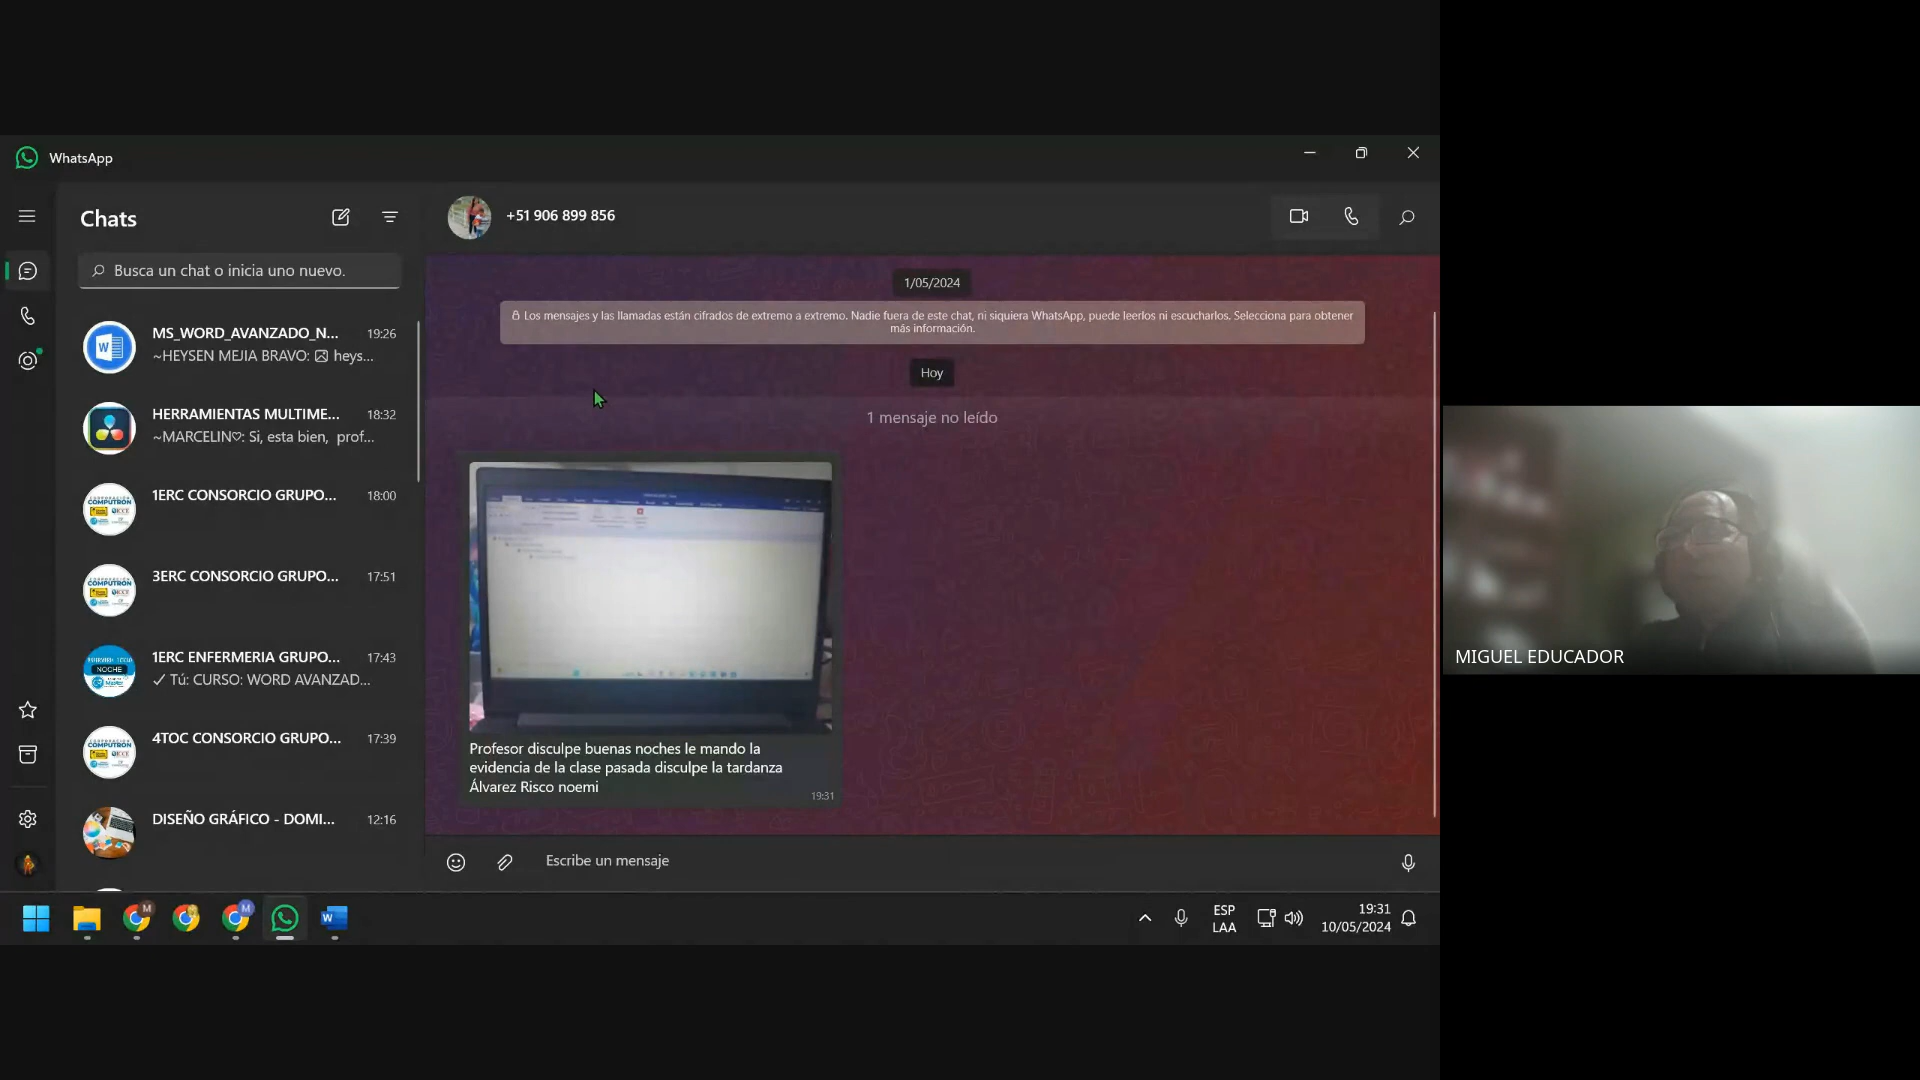 WhatsApp
Chats
Busca un chat o inicia uno nuevo.
MS_WORD_AVANZADO_N... 19:26
~HEYSEN MEJIA BRAVO: heys...
HERRAMIENTAS MULTIME... 18:32
~MARCELIN♡: Si, esta bien, prof...
1ERC CONSORCIO GRUPO... 18:00
3ERC CONSORCIO GRUPO... 17:51
1ERC ENFERMERIA GRUPO... 17:43
✓ Tú: CURSO: WORD AVANZAD...
4TOC CONSORCIO GRUPO... 17:39
DISEÑO GRÁFICO - DOMI... 12:16
COMPUTRON
COMPUTRON
NOCHE
COMPUTRON
+51 906 899 856
1/05/2024
Los mensajes y las llamadas están cifrados de extremo a extremo. Nadie fuera de este chat, ni siquiera WhatsApp, puede leerlos ni escucharlos. Selecciona para obtener
más información.
Hoy
1 mensaje no leído
Profesor disculpe buenas noches le mando la
evidencia de la clase pasada disculpe la tardanza
Álvarez Risco noemi
19:31
Escribe un mensaje
ESP
LAA
19:31
10/05/2024
MIGUEL EDUCADOR